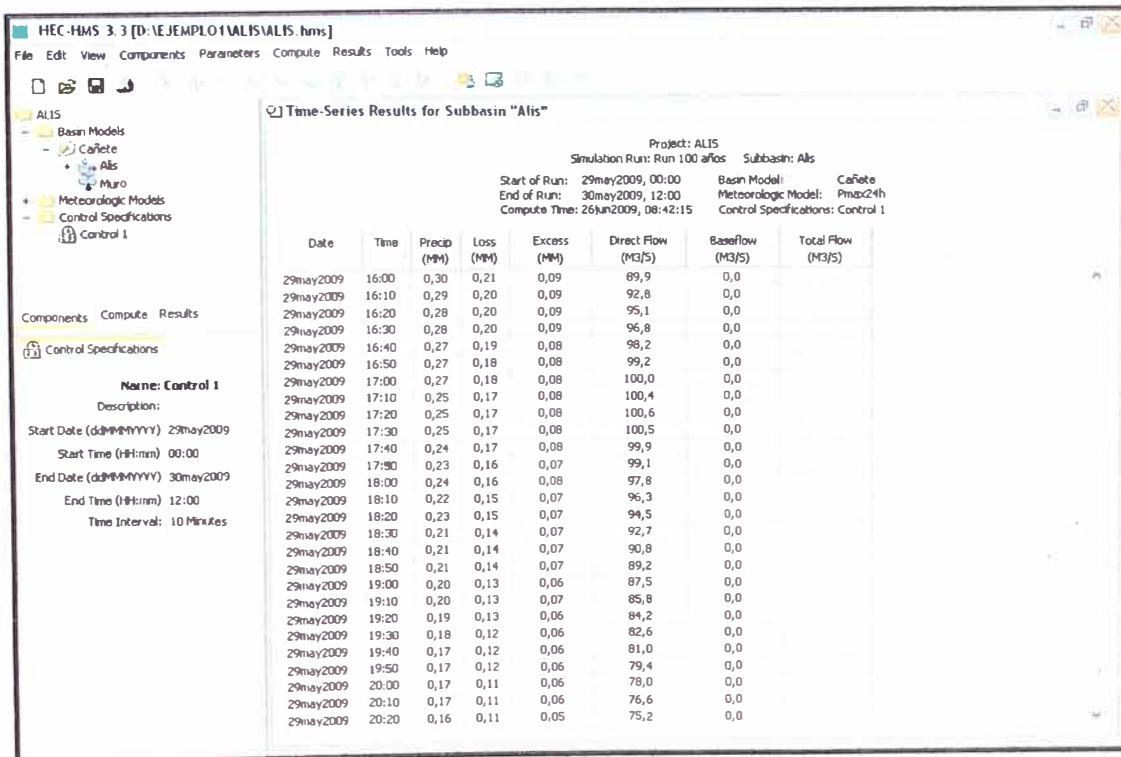 HEC-HMS 3.3 [D:\EJEMPLO1\ALIS\ALIS.hms]
File Edit View Components Parameters Compute Results Tools Help
ALIS
Basin Models
Cañete
Alis
Muro
Meteorologic Models
Control Specifications
Control 1
Components Compute Results
Control Specifications
Name: Control 1
Description:
Start Date (ddMMMYYYY) 29may2009
Start Time (HH:mm) 00:00
End Date (ddMMMYYYY) 30may2009
End Time (HH:mm) 12:00
Time Interval: 10 Minutes
Time-Series Results for Subbasin "Alis"
Project: ALIS
Simulation Run: Run 100 años Subbasin: Alis
Start of Run: 29may2009, 00:00 Basin Model: Cañete
End of Run: 30may2009, 12:00 Meteorologic Model: Pmax24h
Compute Time: 26jun2009, 08:42:15 Control Specifications: Control 1
Date Time Precip Loss Excess Direct Flow Baseflow Total Flow
(MM) (MM) (MM) (M3/S) (M3/S) (M3/S)
29may2009 16:00 0,30 0,21 0,09 89,9 0,0
29may2009 16:10 0,29 0,20 0,09 92,8 0,0
29may2009 16:20 0,28 0,20 0,09 95,1 0,0
29may2009 16:30 0,28 0,20 0,09 96,8 0,0
29may2009 16:40 0,27 0,19 0,08 98,2 0,0
29may2009 16:50 0,27 0,18 0,08 99,2 0,0
29may2009 17:00 0,27 0,18 0,08 100,0 0,0
29may2009 17:10 0,25 0,17 0,08 100,4 0,0
29may2009 17:20 0,25 0,17 0,08 100,6 0,0
29may2009 17:30 0,25 0,17 0,08 100,5 0,0
29may2009 17:40 0,24 0,17 0,08 99,9 0,0
29may2009 17:50 0,23 0,16 0,07 99,1 0,0
29may2009 18:00 0,24 0,16 0,08 97,8 0,0
29may2009 18:10 0,22 0,15 0,07 96,3 0,0
29may2009 18:20 0,23 0,15 0,07 94,5 0,0
29may2009 18:30 0,21 0,14 0,07 92,7 0,0
29may2009 18:40 0,21 0,14 0,07 90,8 0,0
29may2009 18:50 0,21 0,14 0,07 89,2 0,0
29may2009 19:00 0,20 0,13 0,06 87,5 0,0
29may2009 19:10 0,20 0,13 0,07 85,8 0,0
29may2009 19:20 0,19 0,13 0,06 84,2 0,0
29may2009 19:30 0,18 0,12 0,06 82,6 0,0
29may2009 19:40 0,17 0,12 0,06 81,0 0,0
29may2009 19:50 0,17 0,12 0,06 79,4 0,0
29may2009 20:00 0,17 0,11 0,06 78,0 0,0
29may2009 20:10 0,17 0,11 0,06 76,6 0,0
29may2009 20:20 0,16 0,11 0,05 75,2 0,0